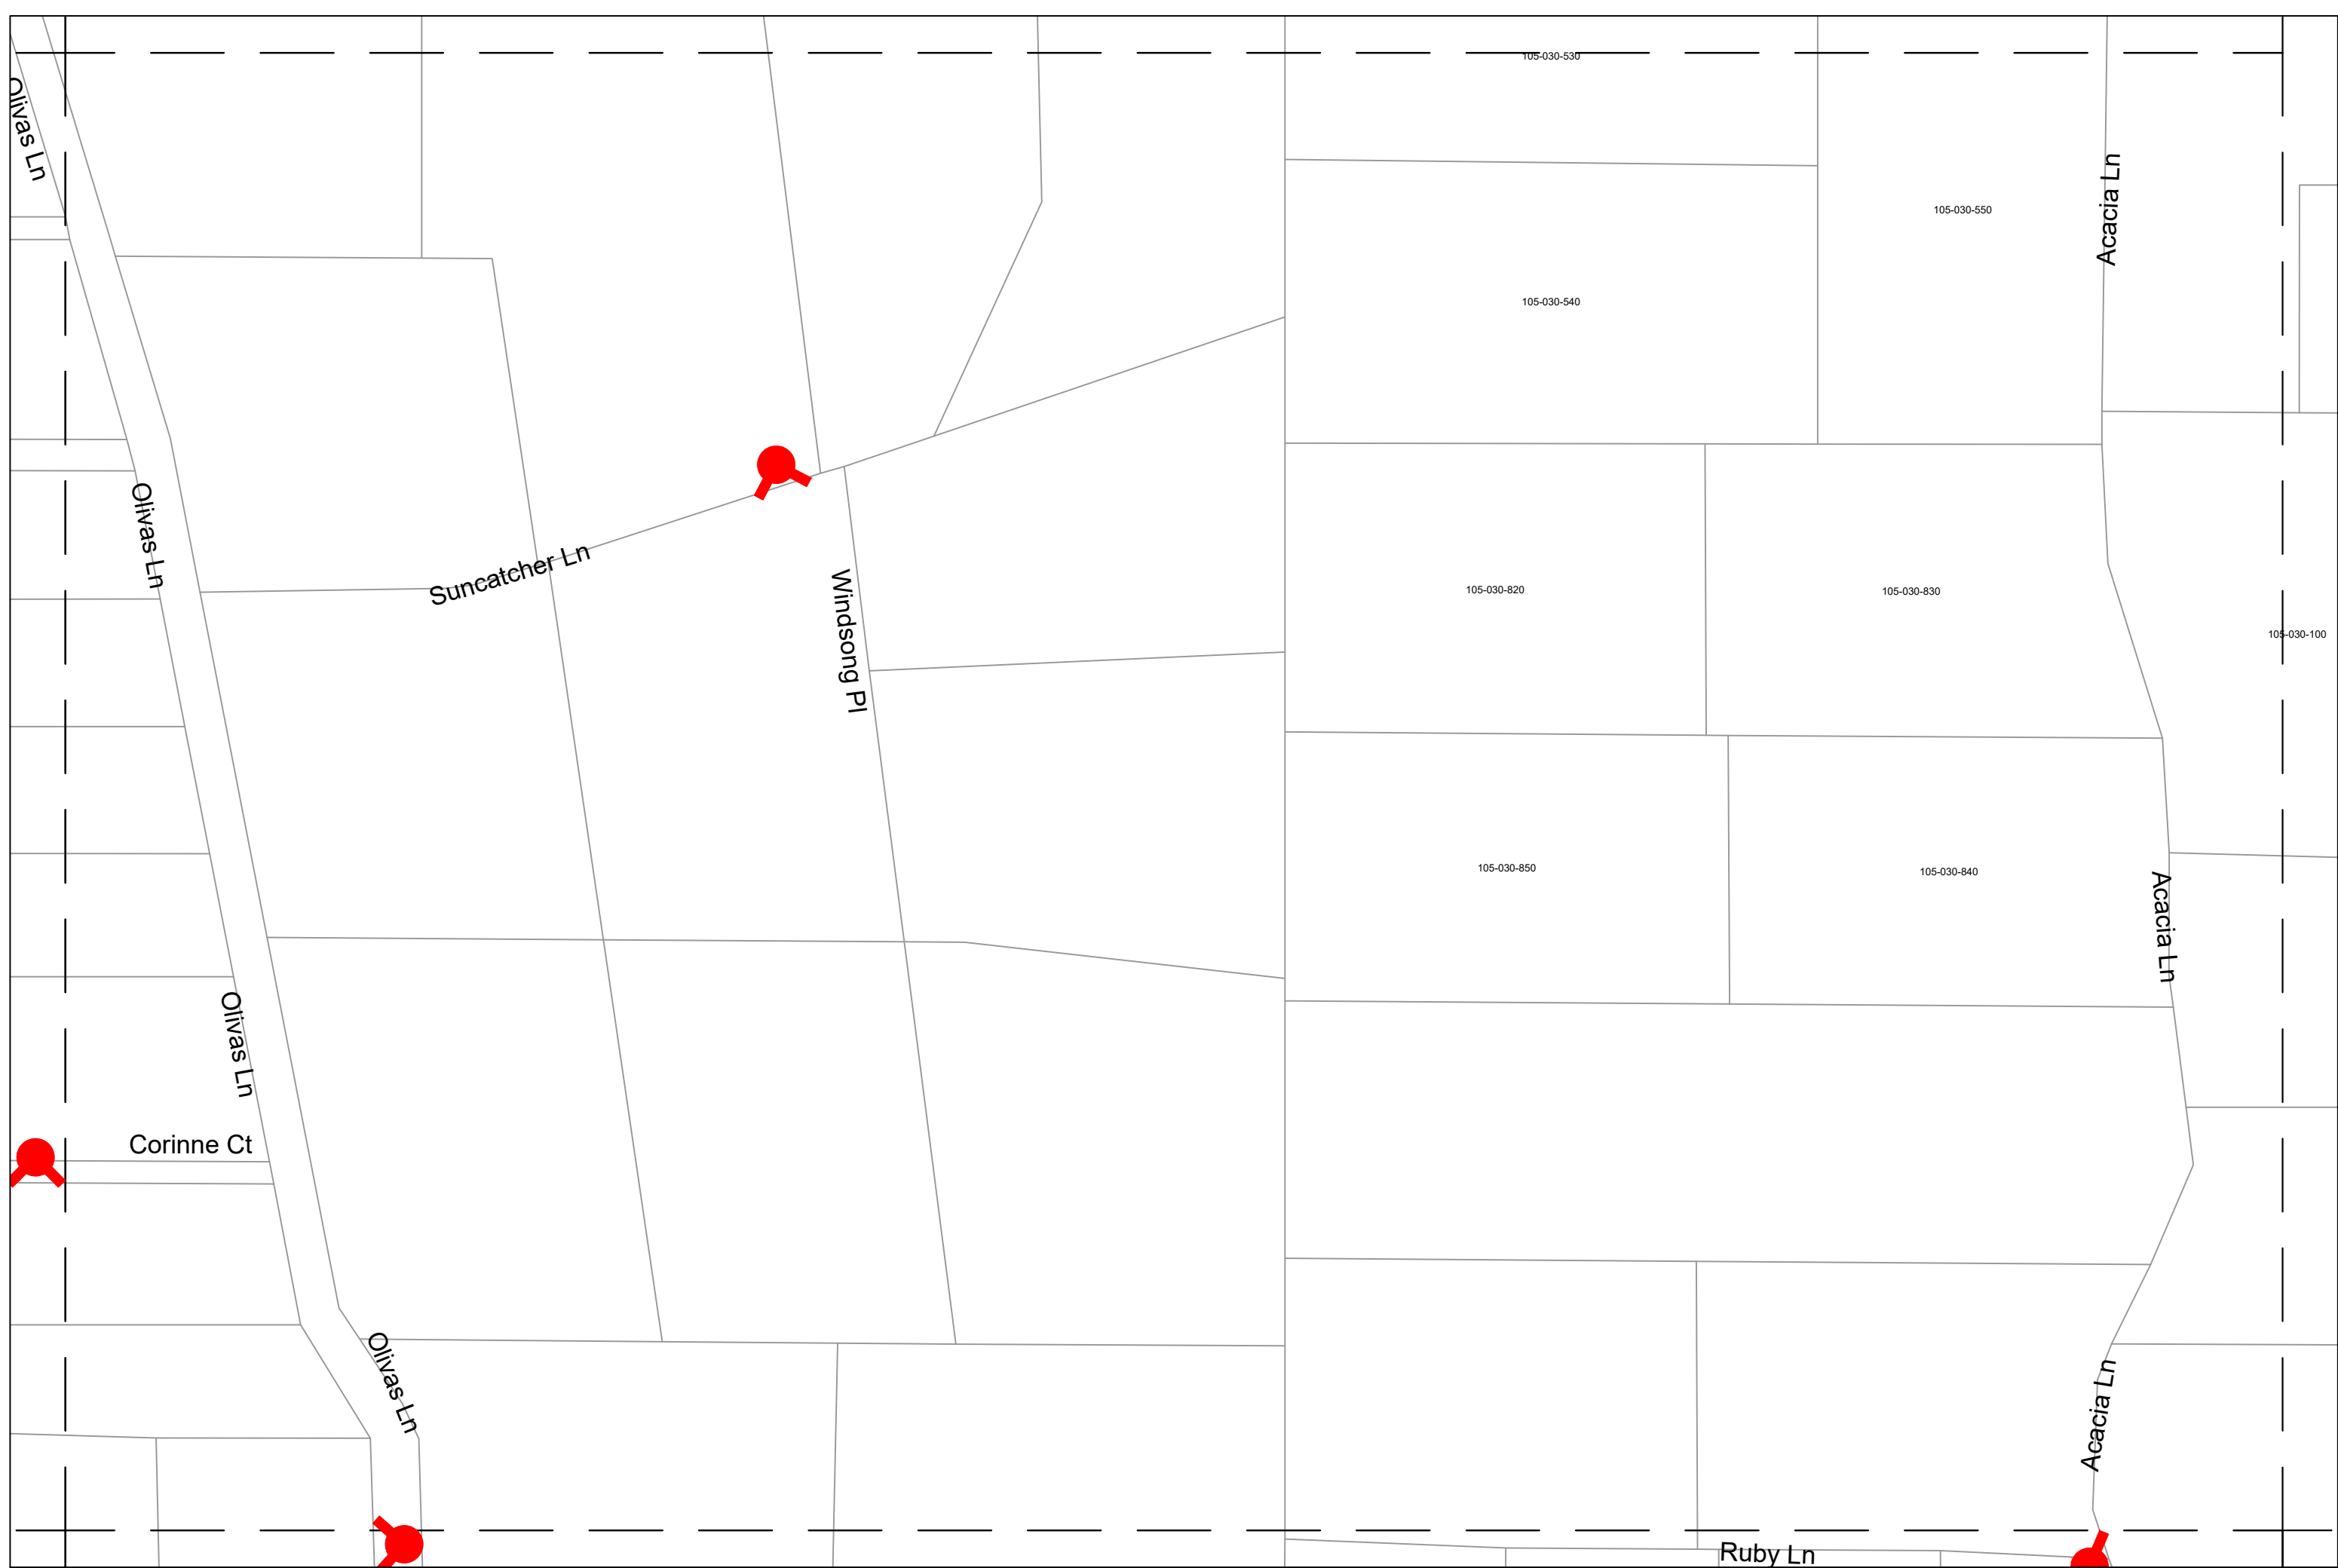 105-030-530
Olivas Ln
Acacia Ln
105-030-550
105-030-540
Olivas Ln
Suncatcher Ln
Windsong Pl
105-030-820
105-030-830
105-030-100
105-030-850
105-030-840
Acacia Ln
Olivas Ln
Corinne Ct
Olivas Ln
Acacia Ln
Ruby Ln